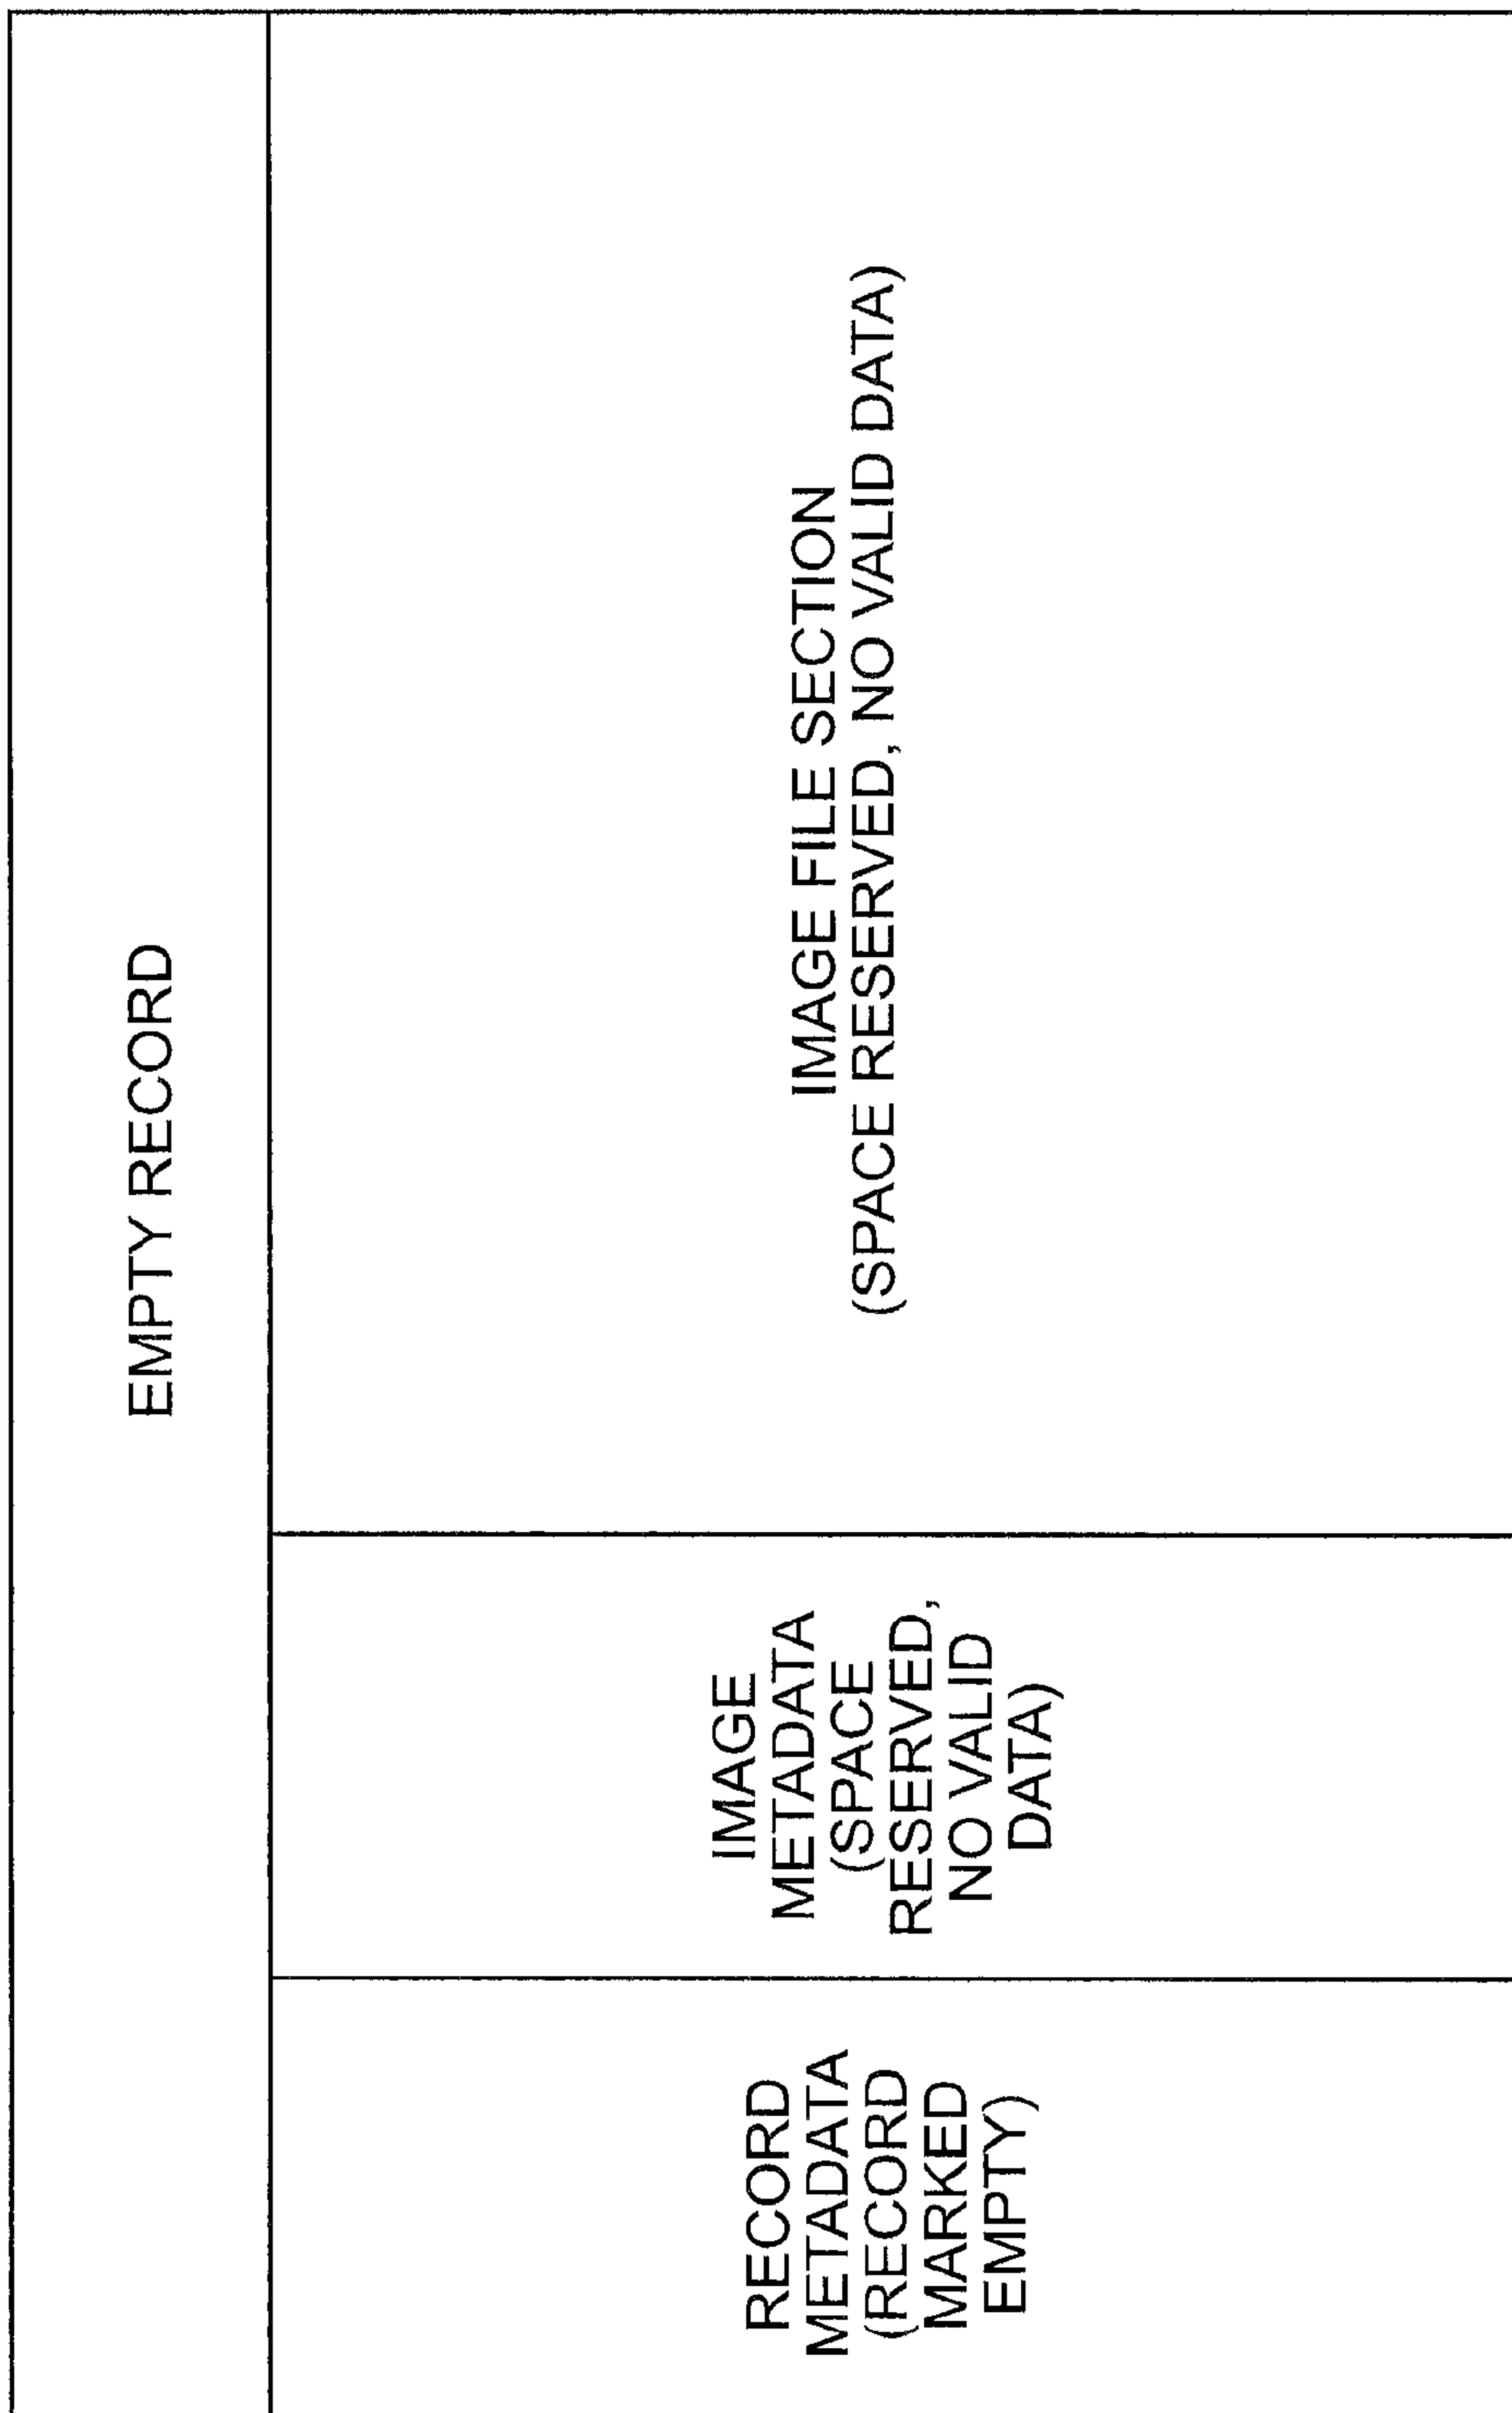 EMPTY RECORD
RECORD
METADATA
(RECORD
MARKED
EMPTY)
IMAGE
METADATA
(SPACE
RESERVED,
NO VALID
DATA)
IMAGE FILE SECTION
(SPACE RESERVED, NO VALID DATA)